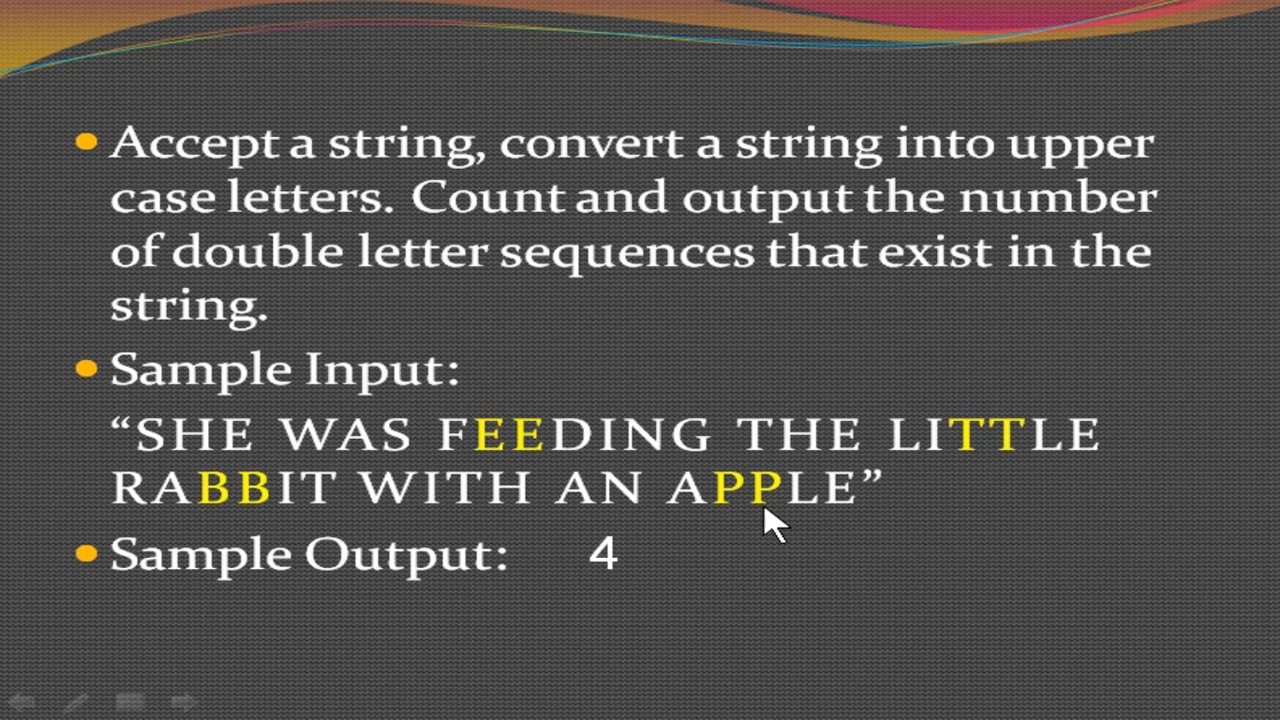 Accept a string, convert a string into upper
case letters. Count and output the number
of double letter sequences that exist in the
string.
Sample Input:
“SHE WAS FEEDING THE LITTLE
RABBIT WITH AN APPLE”
Sample Output: 4